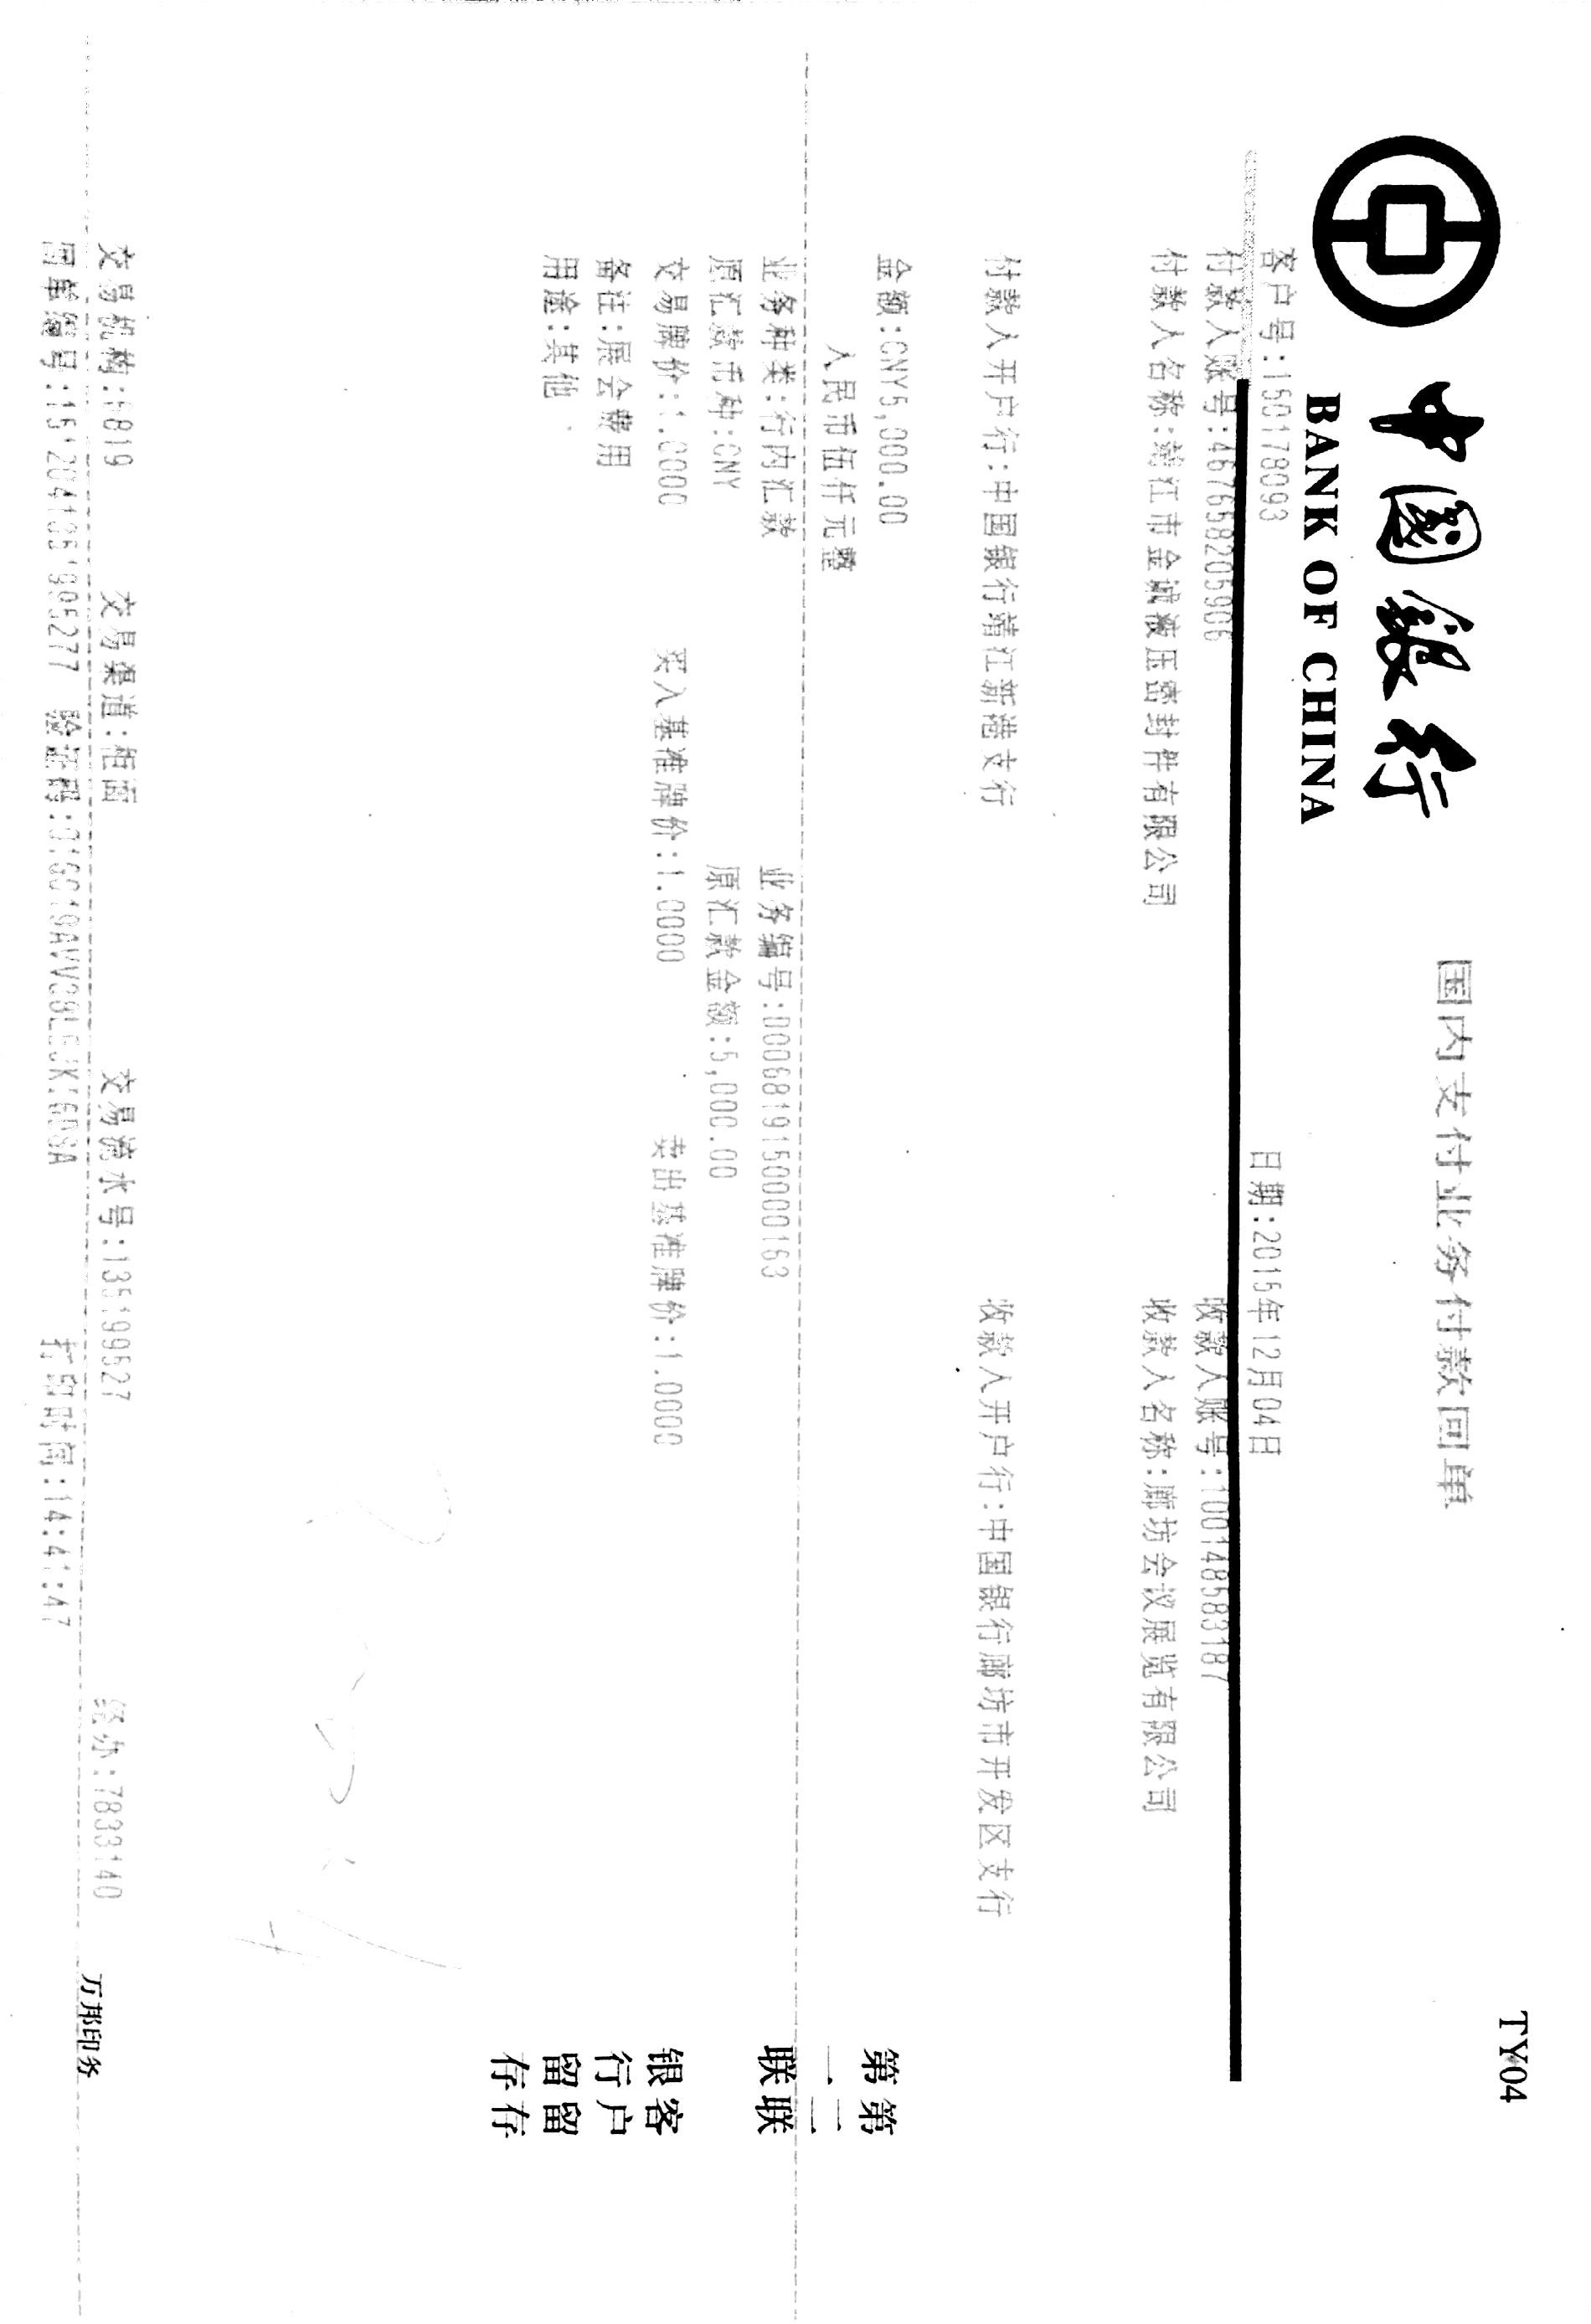 TY04
中國銀行
BANK OF CHINA
国内支付业务付款回单
客户号:150178093 日期:2015年12月04日
付款人账号:467658205906 收款人账号:100148583187
付款人名称:靖江市金诚液压密封件有限公司 收款人名称:廊坊会议展览有限公司
付款人开户行:中国银行靖江新港支行 收款人开户行:中国银行廊坊市开发区支行
金额:CNY5,000.00
人民币伍仟元整
业务种类:行内汇款 业务编号:0006819150000163
原汇款币种:CNY 原汇款金额:5,000.00
交易牌价:1.0000 买入基准牌价:1.0000 卖出基准牌价:1.0000
备注:展会费用
用途:其他
交易机构:6819 交易渠道:柜面 交易流水号:135199527 经办:7833140
回单编号: 验证码: 打印时间:14:41:47
第一联 银行留存
第二联 客户留存
万邦印务